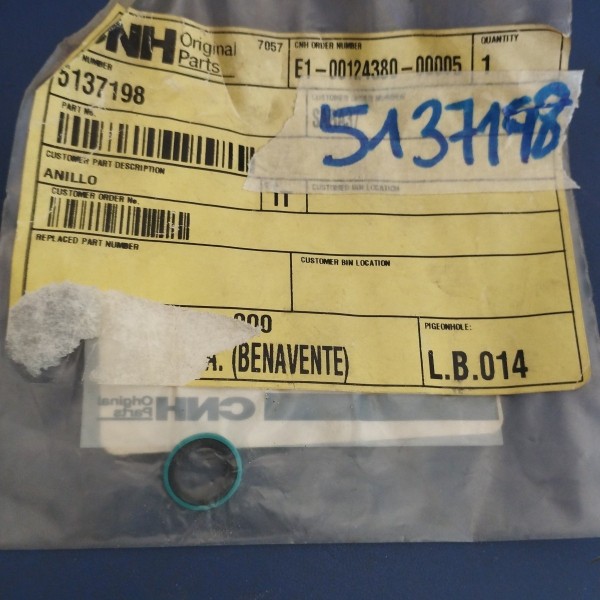 CNH Original Parts 7057
CNH ORDER NUMBER
E1-00124380-00005
QUANTITY
1
NUMBER
5137198
PART No.
5137198
CUSTOMER PART DESCRIPTION
ANILLO
11
CUSTOMER BIN LOCATION
CUSTOMER ORDER No.
REPLACED PART NUMBER
CUSTOMER BIN LOCATION
000
A. (BENAVENTE)
PIGEONHOLE:
L.B.014
CNH Original Parts